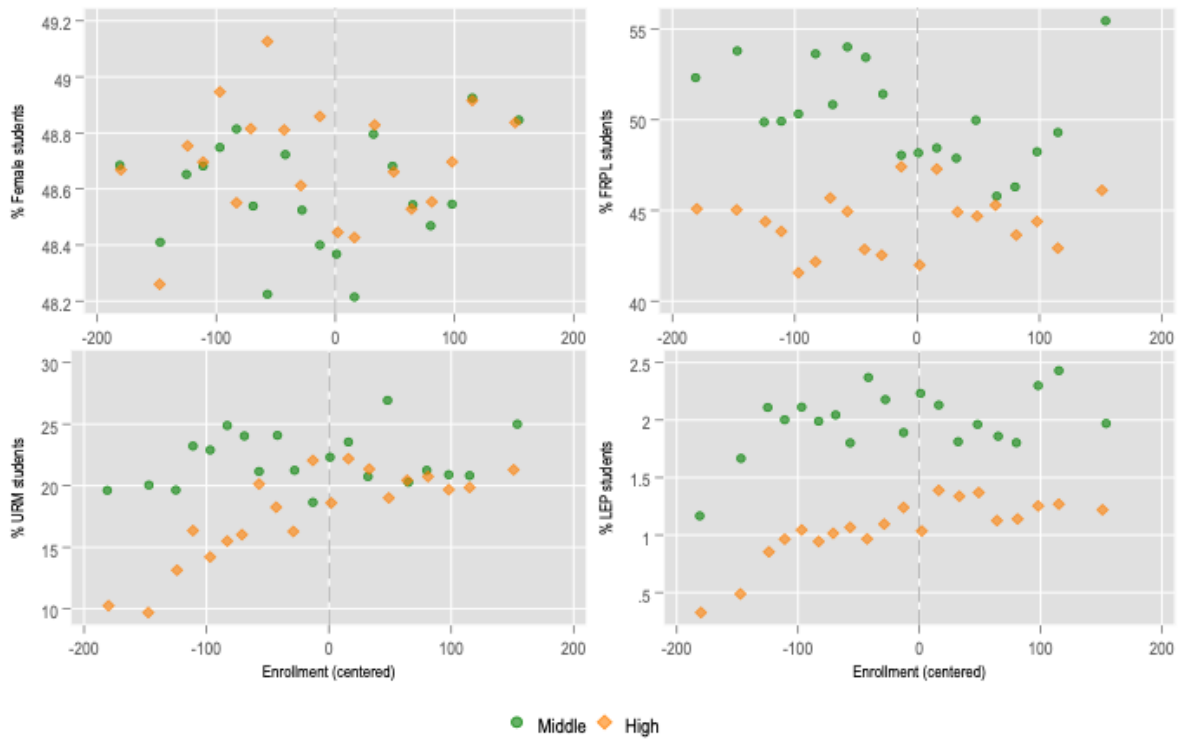 % Female students
49.2
49
48.8
48.6
48.4
48.2
-200 -100 0 100 200
% FRPL students
55
50
45
40
-200 -100 0 100 200
% URM students
30
25
20
15
10
-200 -100 0 100 200
Enrollment (centered)
% LEP students
2.5
2
1.5
1
.5
-200 -100 0 100 200
Enrollment (centered)
Middle High